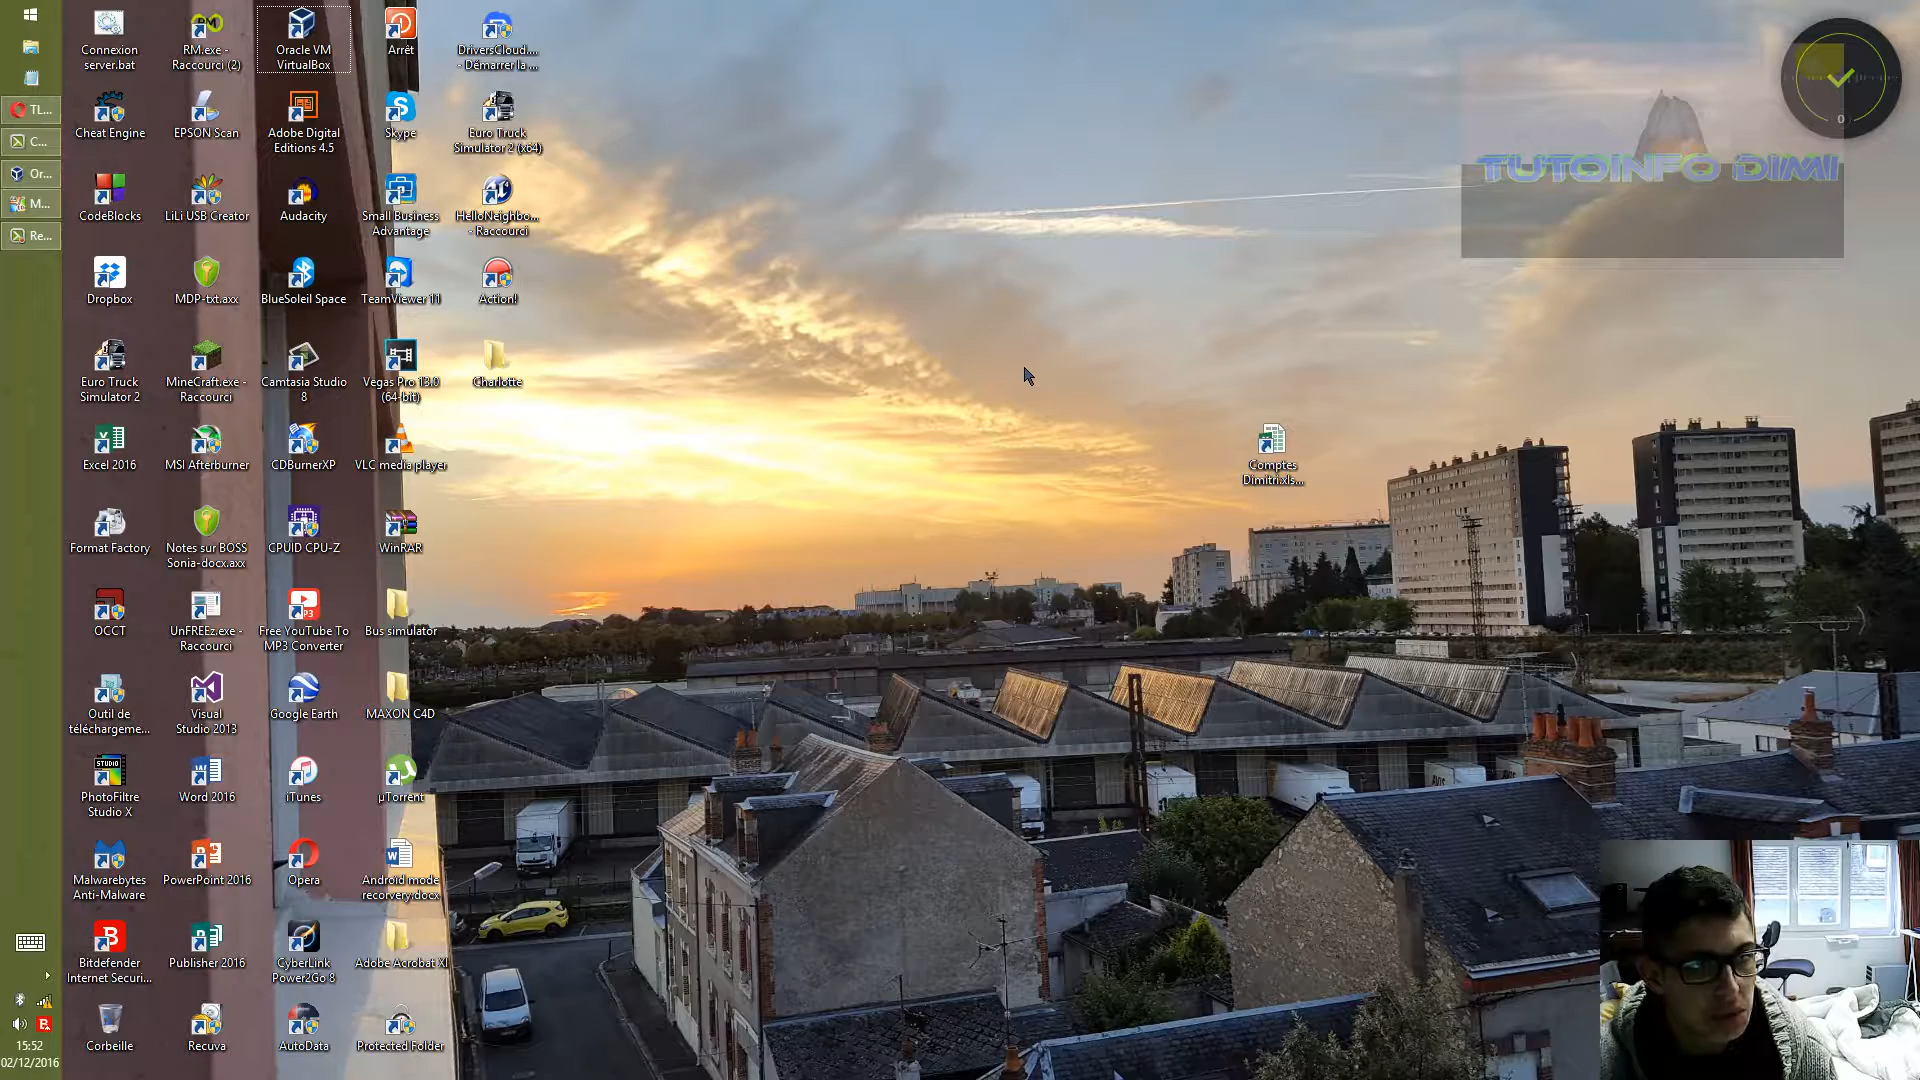 TL...
C...
Or...
M...
Re...
15:52
02/12/2016
Connexion
server.bat
RM.exe -
Raccourci (2)
Oracle VM
VirtualBox
Arrêt
DriversCloud....
- Démarrer la ...
Cheat Engine
EPSON Scan
Adobe Digital
Editions 4.5
Skype
Euro Truck
Simulator 2 (x64)
CodeBlocks
LiLi USB Creator
Audacity
Small Business
Advantage
HelloNeighbo...
- Raccourci
Dropbox
MDP-txt.axx
BlueSoleil Space
TeamViewer 11
Action!
Euro Truck
Simulator 2
MineCraft.exe -
Raccourci
Camtasia Studio
8
Vegas Pro 13.0
(64-bit)
Charlotte
Excel 2016
MSI Afterburner
CDBurnerXP
VLC media player
Comptes
Dimitri.xls...
Format Factory
Notes sur BOSS
Sonia-docx.axx
CPUID CPU-Z
WinRAR
OCCT
UnFREEz.exe -
Raccourci
Free YouTube To
MP3 Converter
Bus simulator
Outil de
téléchargeme...
Visual
Studio 2013
Google Earth
MAXON C4D
STUDIO
PhotoFiltre
Studio X
Word 2016
iTunes
µTorrent
Malwarebytes
Anti-Malware
PowerPoint 2016
Opera
Android mode
recorvery.docx
Bitdefender
Internet Securi...
Publisher 2016
CyberLink
Power2Go 8
Adobe Acrobat XI
Corbeille
Recuva
AutoData
Protected Folder
TUTOINFO DIMI
0